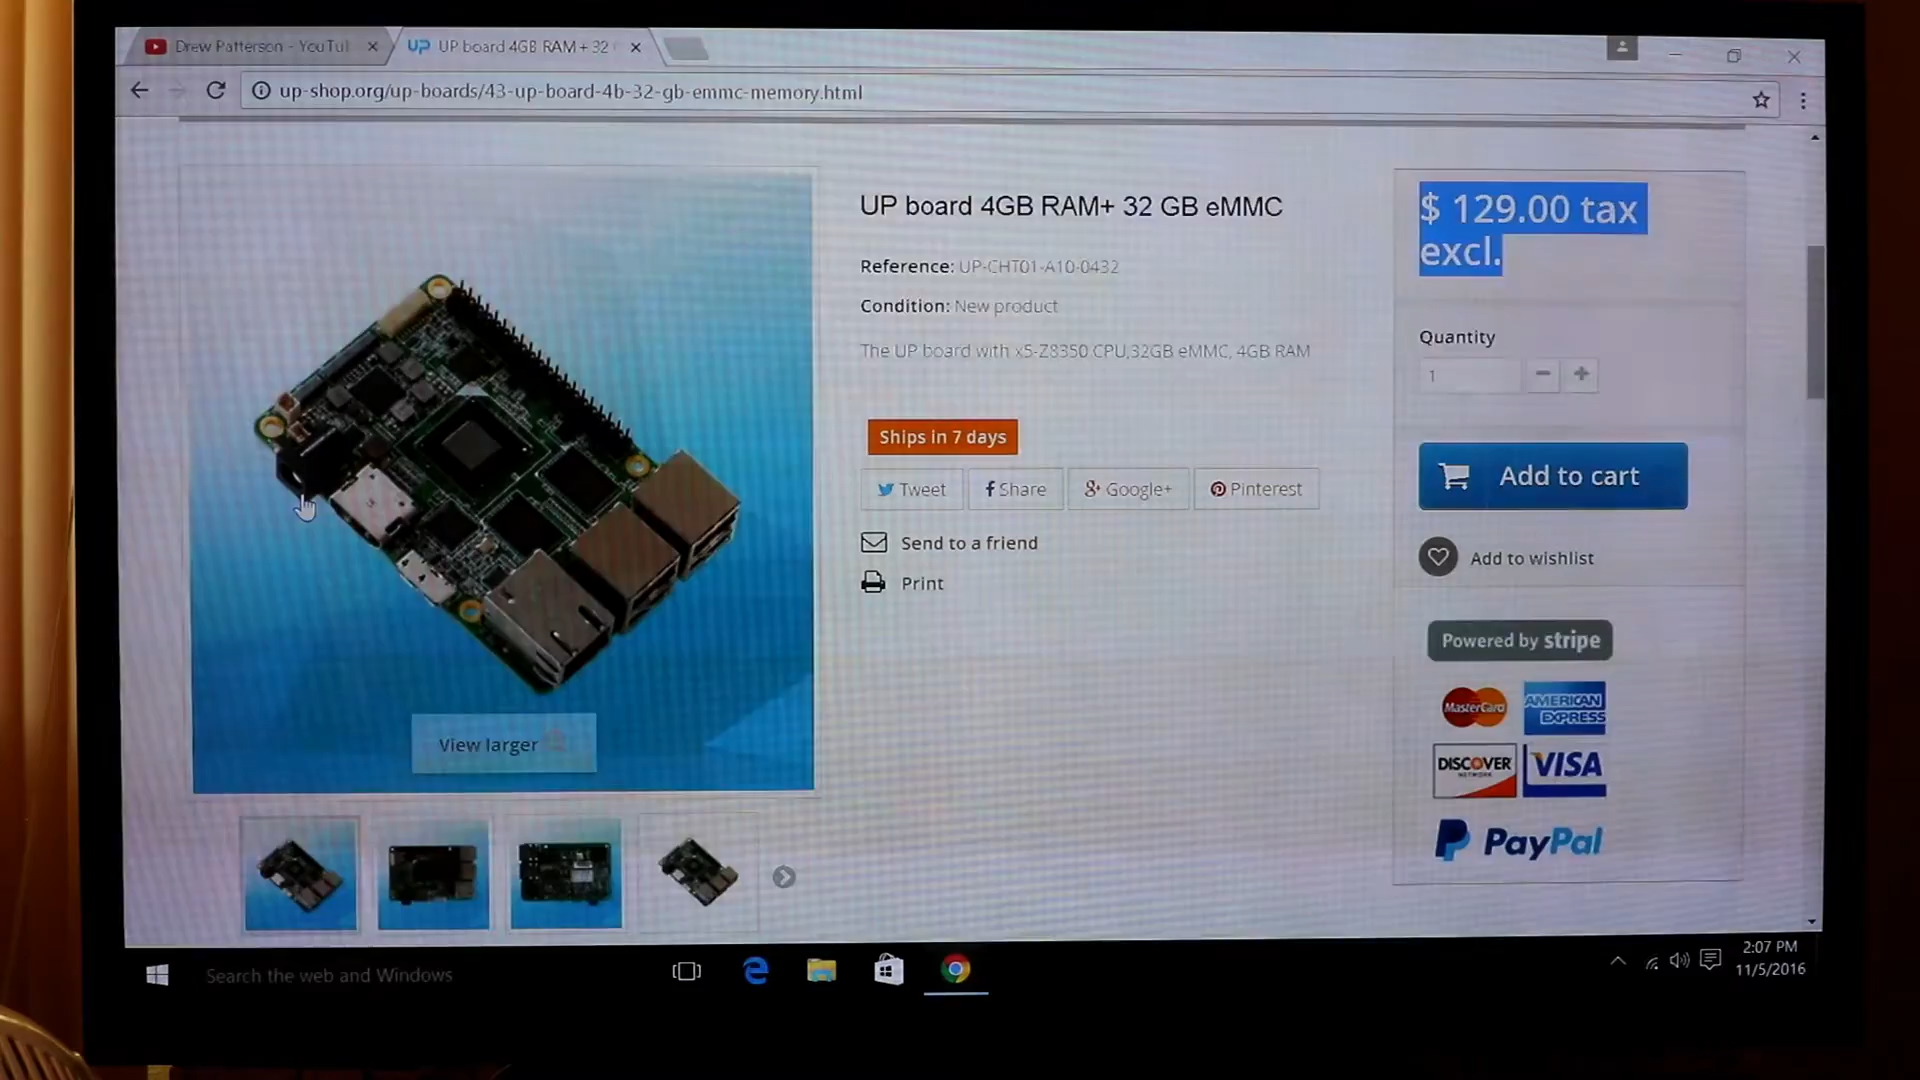 Drew Patterson - YouTul
UP UP board 4GB RAM + 32
up-shop.org/up-boards/43-up-board-4b-32-gb-emmc-memory.html
UP board 4GB RAM+ 32 GB eMMC
Reference: UP-CHT01-A10-0432
Condition: New product
The UP board with x5-Z8350 CPU,32GB eMMC, 4GB RAM
Ships in 7 days
Tweet
Share
Google+
Pinterest
Send to a friend
Print
$ 129.00 tax
excl.
Quantity
1
Add to cart
Add to wishlist
Powered by stripe
MasterCard
AMERICAN
EXPRESS
DISCOVER
NETWORK
VISA
PayPal
View larger
Search the web and Windows
2:07 PM
11/5/2016